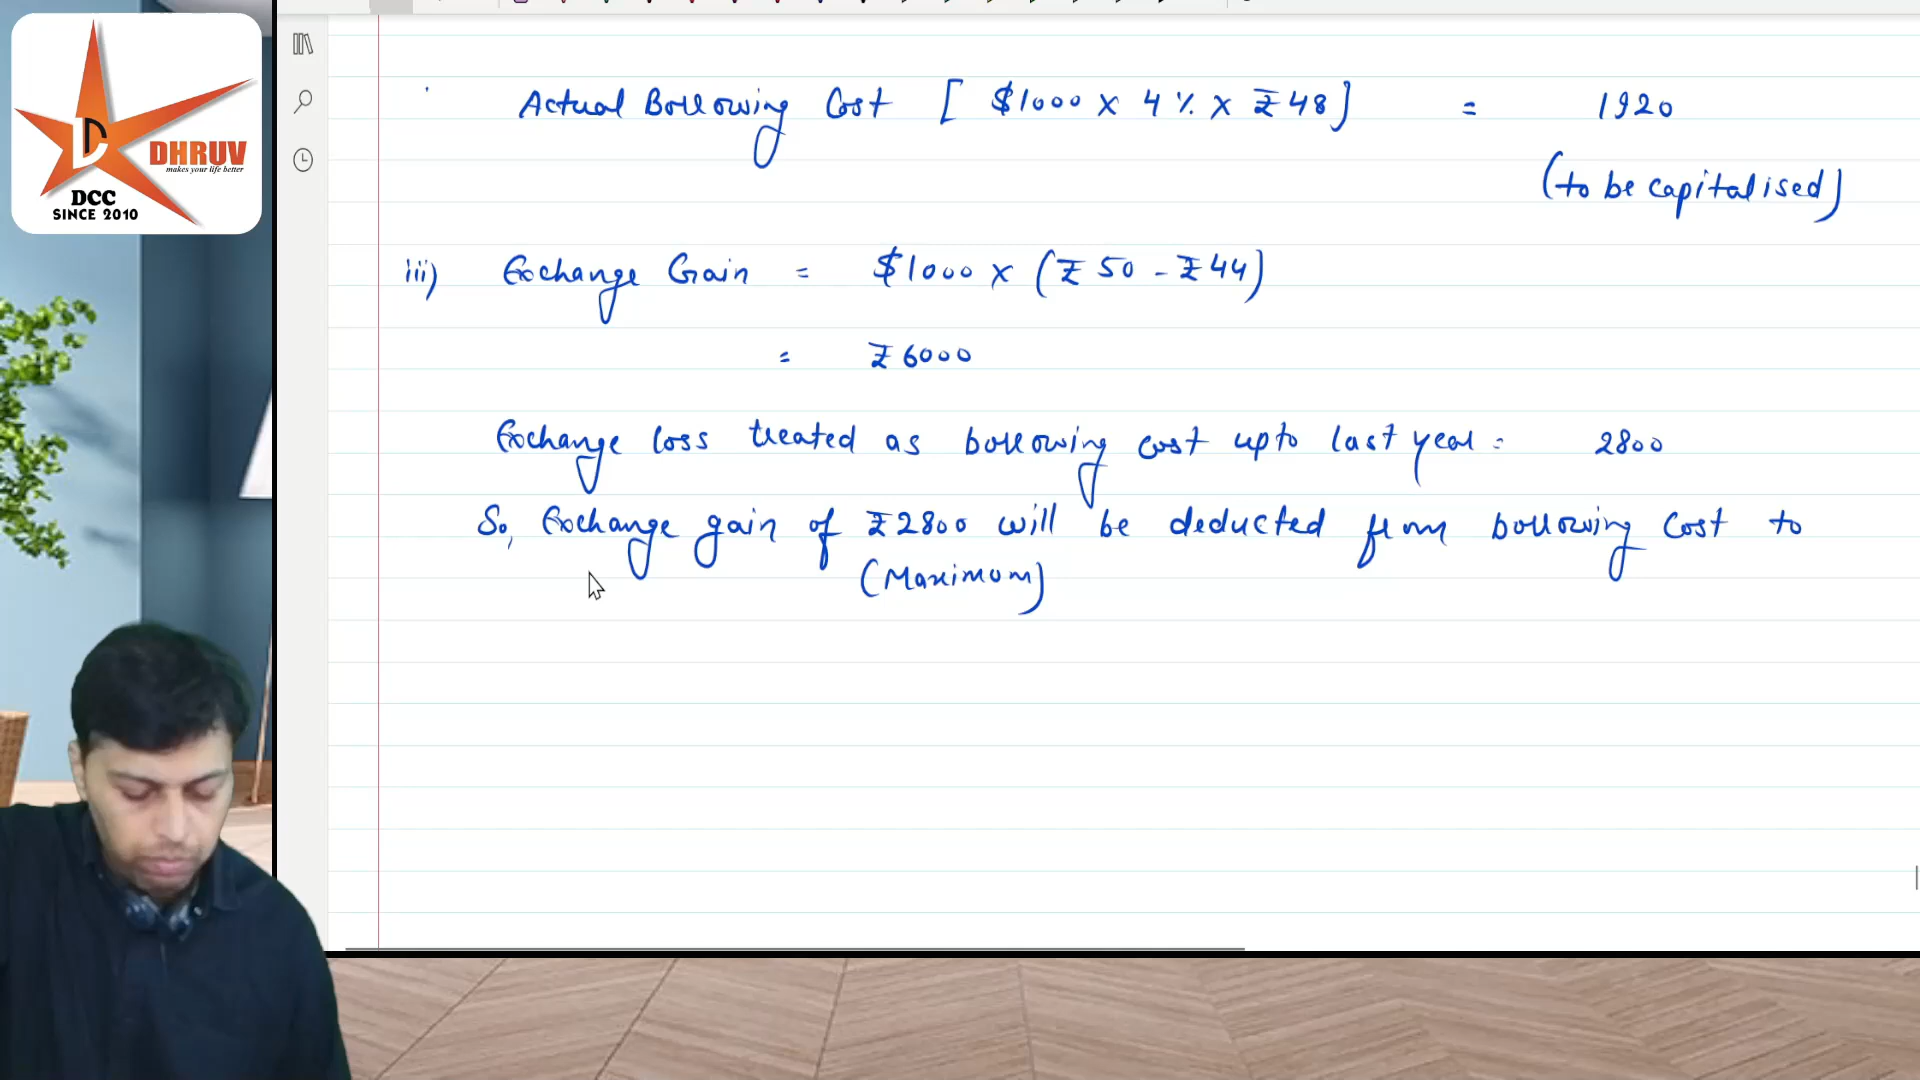 DHRUV
makes your life better
DCC
SINCE 2010
Actual Borrowing Cost [ $1000 x 4 % x ₹48] = 1920
(to be capitalised)
iii) Exchange Gain = $1000 x (₹50 - ₹44)
= ₹6000
Exchange loss treated as borrowing cost upto last year = 2800
So, Exchange gain of ₹2800 will be deducted from borrowing cost to
(Maximum)